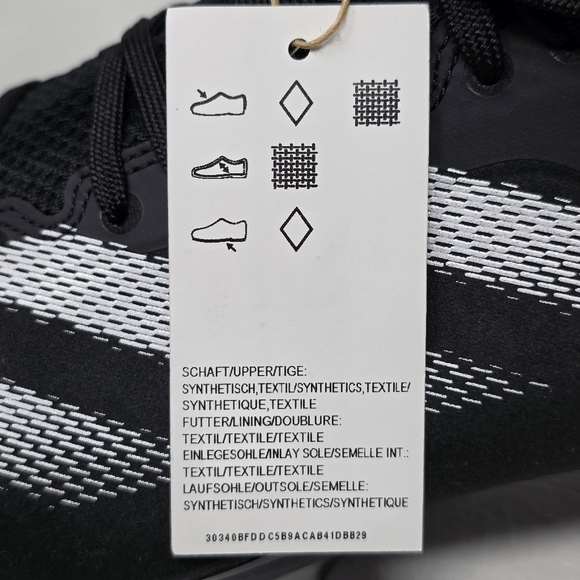 SCHAFT/UPPER/TIGE:
SYNTHETISCH,TEXTIL/SYNTHETICS,TEXTILE/
SYNTHETIQUE,TEXTILE
FUTTER/LINING/DOUBLURE:
TEXTIL/TEXTILE/TEXTILE
EINLEGESOHLE/INLAY SOLE/SEMELLE INT.:
TEXTIL/TEXTILE/TEXTILE
LAUFSOHLE/OUTSOLE/SEMELLE:
SYNTHETISCH/SYNTHETICS/SYNTHETIQUE
30340BFDDC5B9ACAB41DBB29